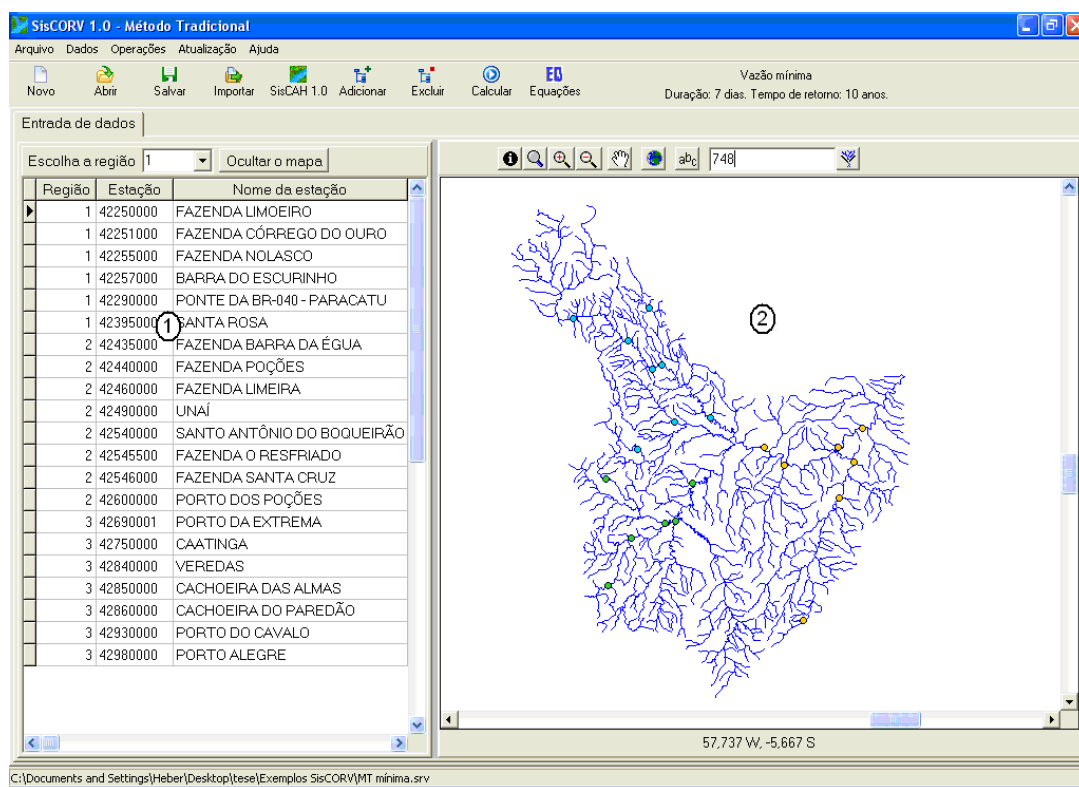 SisCORV 1.0 - Método Tradicional
Arquivo Dados Operações Atualização Ajuda
Novo Abrir Salvar Importar SisCAH 1.0 Adicionar Excluir Calcular EQ Equações
Vazão mínima
Duração: 7 dias. Tempo de retorno: 10 anos.
Entrada de dados
Escolha a região 1 Ocultar o mapa abc 748
Região Estação Nome da estação
1 42250000 FAZENDA LIMOEIRO
1 42251000 FAZENDA CÓRREGO DO OURO
1 42255000 FAZENDA NOLASCO
1 42257000 BARRA DO ESCURINHO
1 42290000 PONTE DA BR-040 - PARACATU
1 42395000 SANTA ROSA
2 42435000 FAZENDA BARRA DA ÉGUA
2 42440000 FAZENDA POÇÕES
2 42460000 FAZENDA LIMEIRA
2 42490000 UNAÍ
2 42540000 SANTO ANTÔNIO DO BOQUEIRÃO
2 42545500 FAZENDA O RESFRIADO
2 42546000 FAZENDA SANTA CRUZ
2 42600000 PORTO DOS POÇÕES
3 42690001 PORTO DA EXTREMA
3 42750000 CAATINGA
3 42840000 VEREDAS
3 42850000 CACHOEIRA DAS ALMAS
3 42860000 CACHOEIRA DO PAREDÃO
3 42930000 PORTO DO CAVALO
3 42980000 PORTO ALEGRE
1
2
57,737 W, -5,667 S
C:\Documents and Settings\Heber\Desktop\tese\Exemplos SisCORV\MT mínima.srv